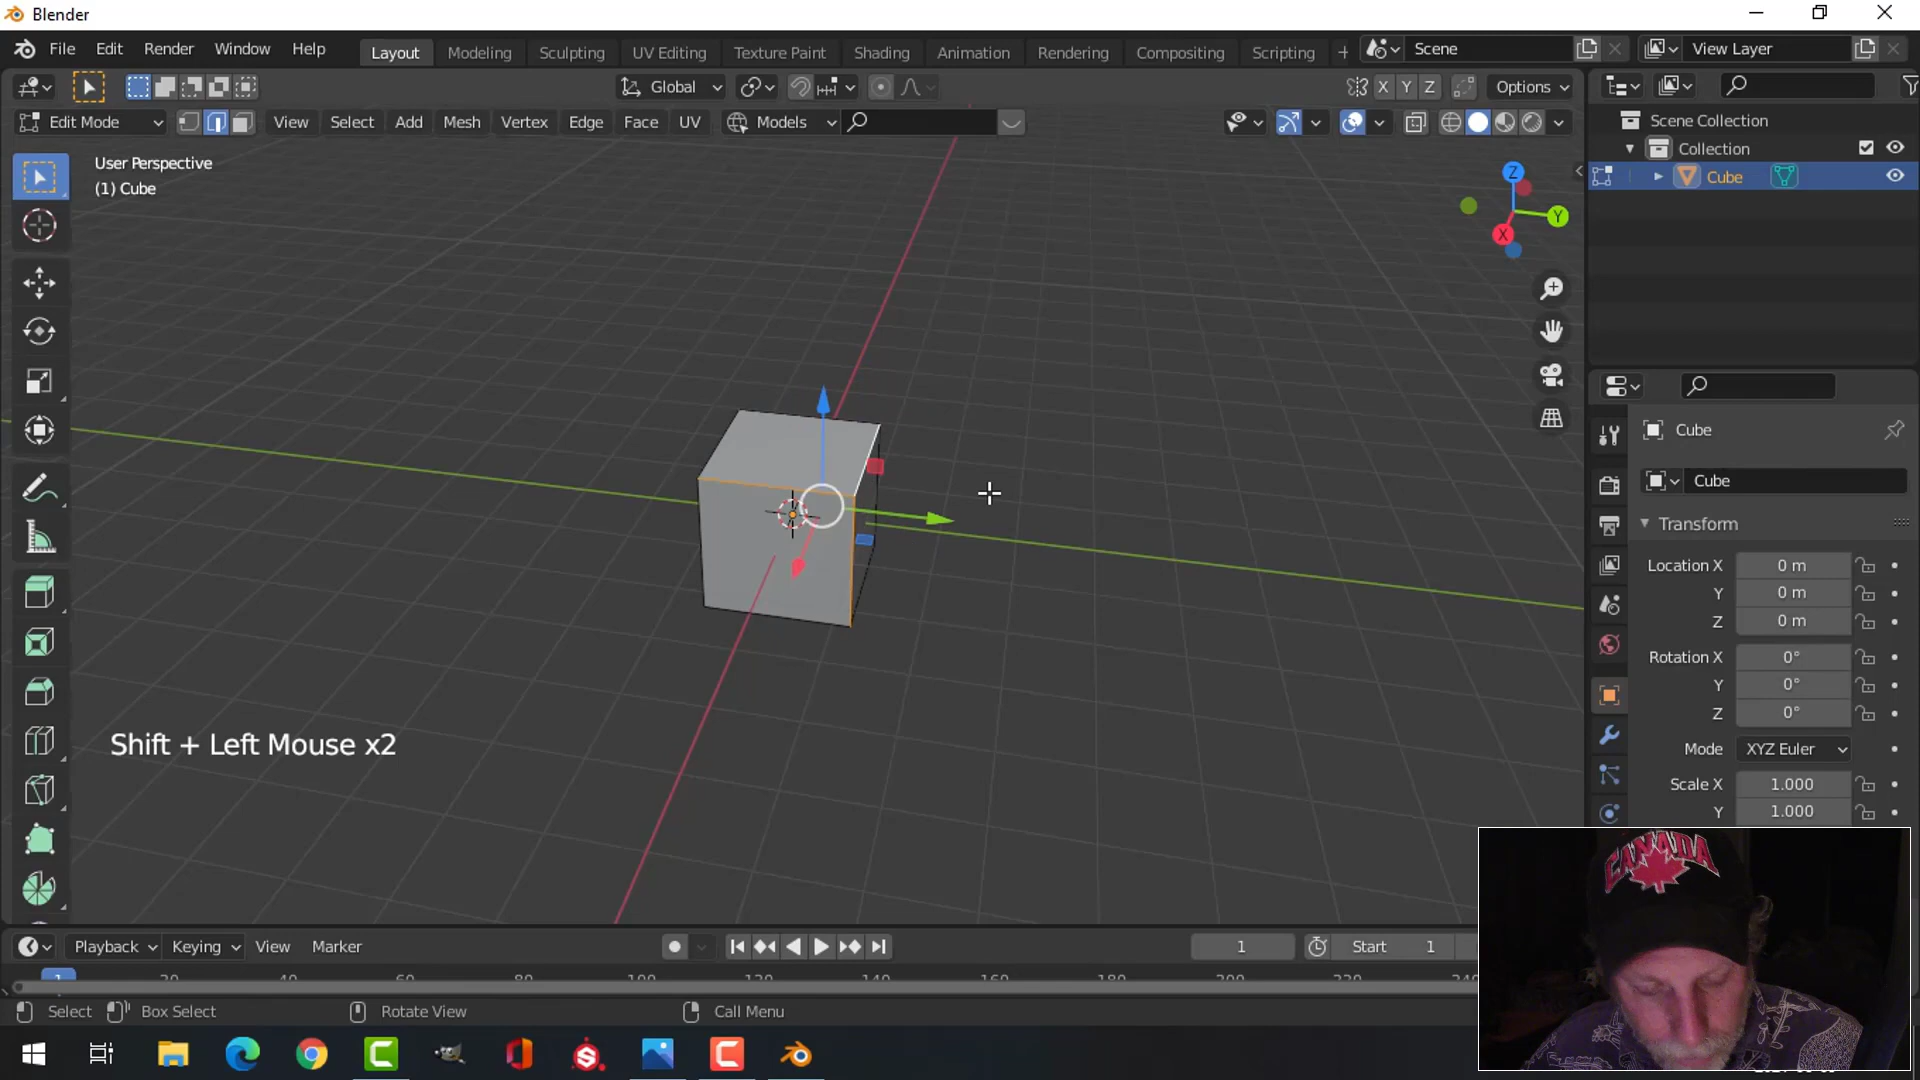 Blender
File Edit Render Window Help Layout Modeling Sculpting UV Editing Texture Paint Shading Animation Rendering Compositing Scripting + Scene View Layer
Global X Y Z Options
Edit Mode View Select Add Mesh Vertex Edge Face UV Models
User Perspective
(1) Cube
Z
Y
X
Scene Collection
Collection
Cube
Cube
Cube
Transform
Location X 0 m
Y 0 m
Z 0 m
Rotation X 0°
Y 0°
Z 0°
Mode XYZ Euler
Scale X 1.000
Y 1.000
Shift + Left Mouse x2
CANADA
Playback Keying View Marker 1 Start 1
1
Select Box Select Rotate View Call Menu